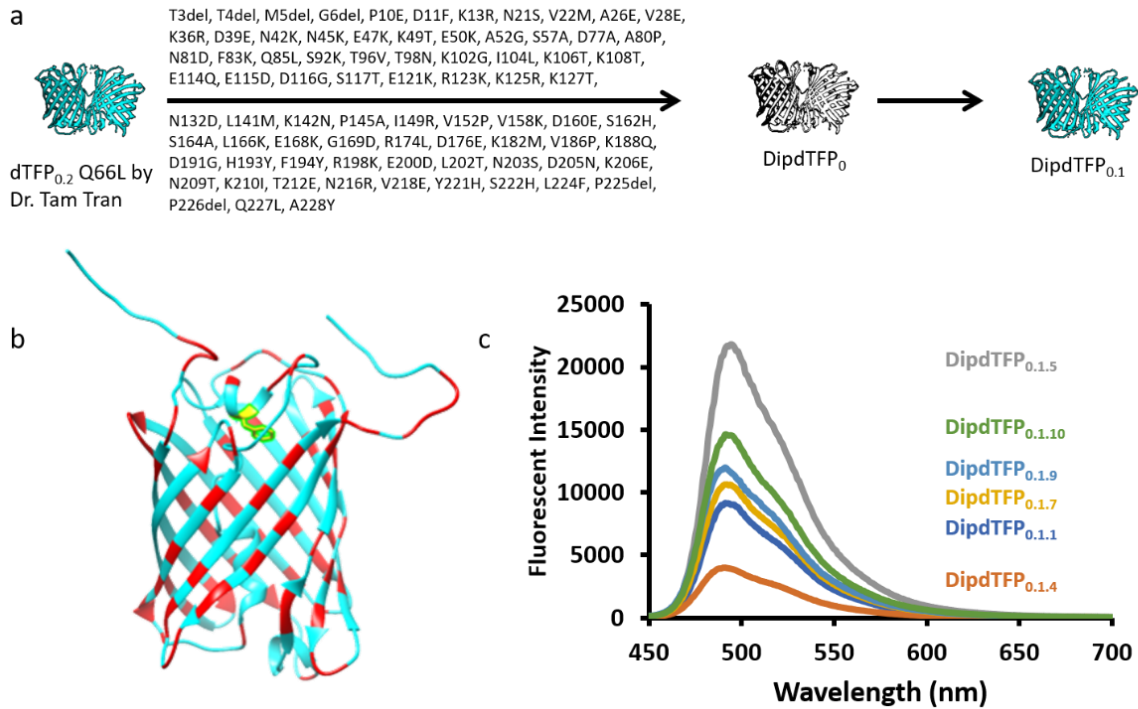 a
T3del, T4del, M5del, G6del, P10E, D11F, K13R, N21S, V22M, A26E, V28E,
K36R, D39E, N42K, N45K, E47K, K49T, E50K, A52G, S57A, D77A, A80P,
N81D, F83K, Q85L, S92K, T96V, T98N, K102G, I104L, K106T, K108T,
E114Q, E115D, D116G, S117T, E121K, R123K, K125R, K127T,
N132D, L141M, K142N, P145A, I149R, V152P, V158K, D160E, S162H,
S164A, L166K, E168K, G169D, R174L, D176E, K182M, V186P, K188Q,
D191G, H193Y, F194Y, R198K, E200D, L202T, N203S, D205N, K206E,
N209T, K210I, T212E, N216R, V218E, Y221H, S222H, L224F, P225del,
P226del, Q227L, A228Y
dTFP0.2 Q66L by
Dr. Tam Tran
DipdTFP0
DipdTFP0.1
b
c
25000
20000
15000
10000
5000
0
450 500 550 600 650 700
Fluorescent Intensity
Wavelength (nm)
DipdTFP0.1.5
DipdTFP0.1.10
DipdTFP0.1.9
DipdTFP0.1.7
DipdTFP0.1.1
DipdTFP0.1.4